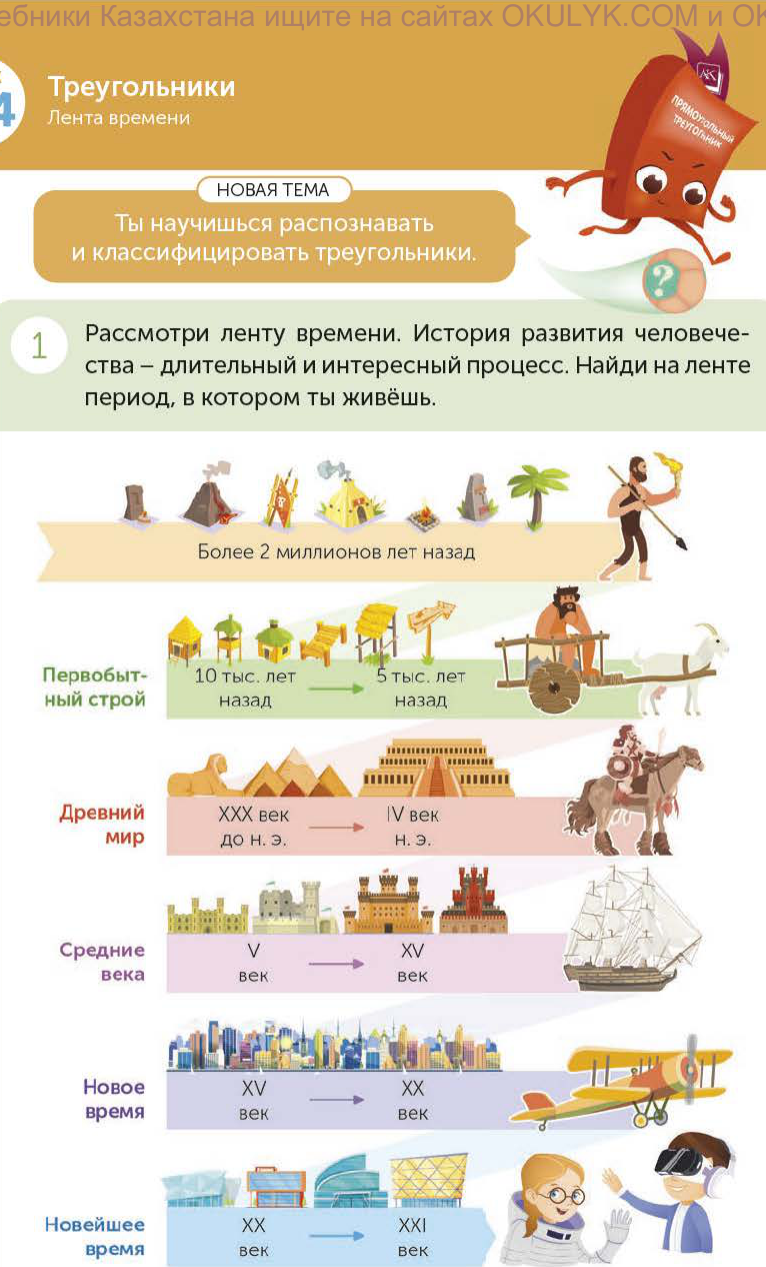 ебники Казахстана ищите на сайтах OKULYK.COM и OK
4
Треугольники
Лента времени
ПРЯМОУГОЛЬНЫЙ
ТРЕУГОЛЬНИК
НОВАЯ ТЕМА
Ты научишься распознавать
и классифицировать треугольники.
?
1
Рассмотри ленту времени. История развития человече-
ства – длительный и интересный процесс. Найди на ленте
период, в котором ты живёшь.
Более 2 миллионов лет назад
Первобыт-
ный строй
10 тыс. лет
назад
5 тыс. лет
назад
Древний
мир
XXX век
до н. э.
IV век
н. э.
Средние
века
V
век
XV
век
Новое
время
XV
век
XX
век
Новейшее
время
XX
век
XXI
век